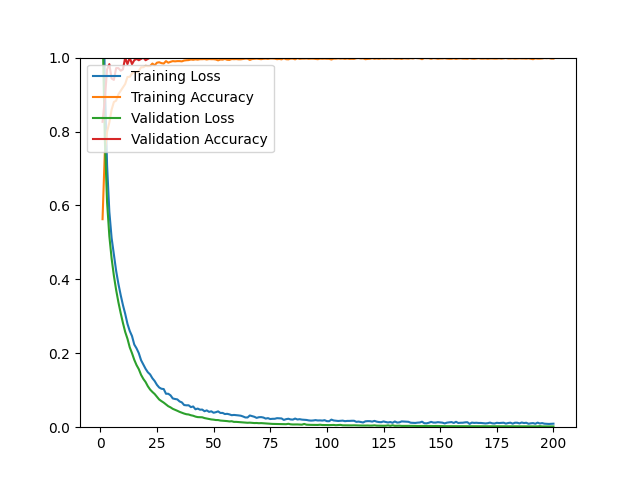 1.0
0.8
0.6
0.4
0.2
0.0
Training Loss
Training Accuracy
Validation Loss
Validation Accuracy
0 25 50 75 100 125 150 175 200